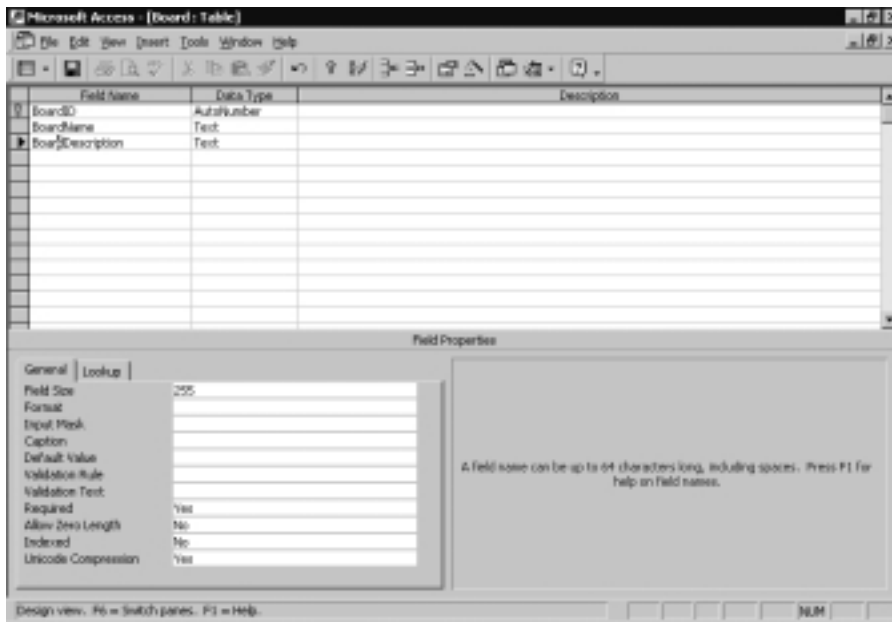 Microsoft Access - [Board : Table]
File Edit View Insert Tools Window Help
Field Name Data Type Description
BoardID AutoNumber
BoardName Text
BoardDescription Text
Field Properties
General Lookup
Field Size 255
Format
Input Mask
Caption
Default Value
Validation Rule
Validation Text
Required Yes
Allow Zero Length No
Indexed No
Unicode Compression Yes
A field name can be up to 64 characters long, including spaces. Press F1 for
help on field names.
Design view. F6 = Switch panes. F1 = Help.
NUM